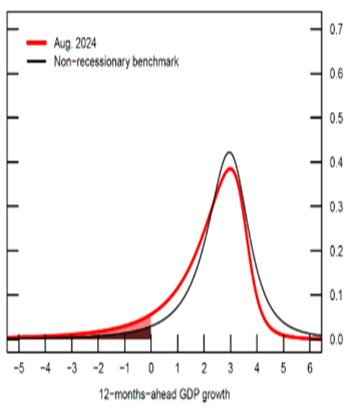 Aug. 2024
Non-recessionary benchmark
0.7
0.6
0.5
0.4
0.3
0.2
0.1
0.0
−5 −4 −3 −2 −1 0 1 2 3 4 5 6
12−months−ahead GDP growth